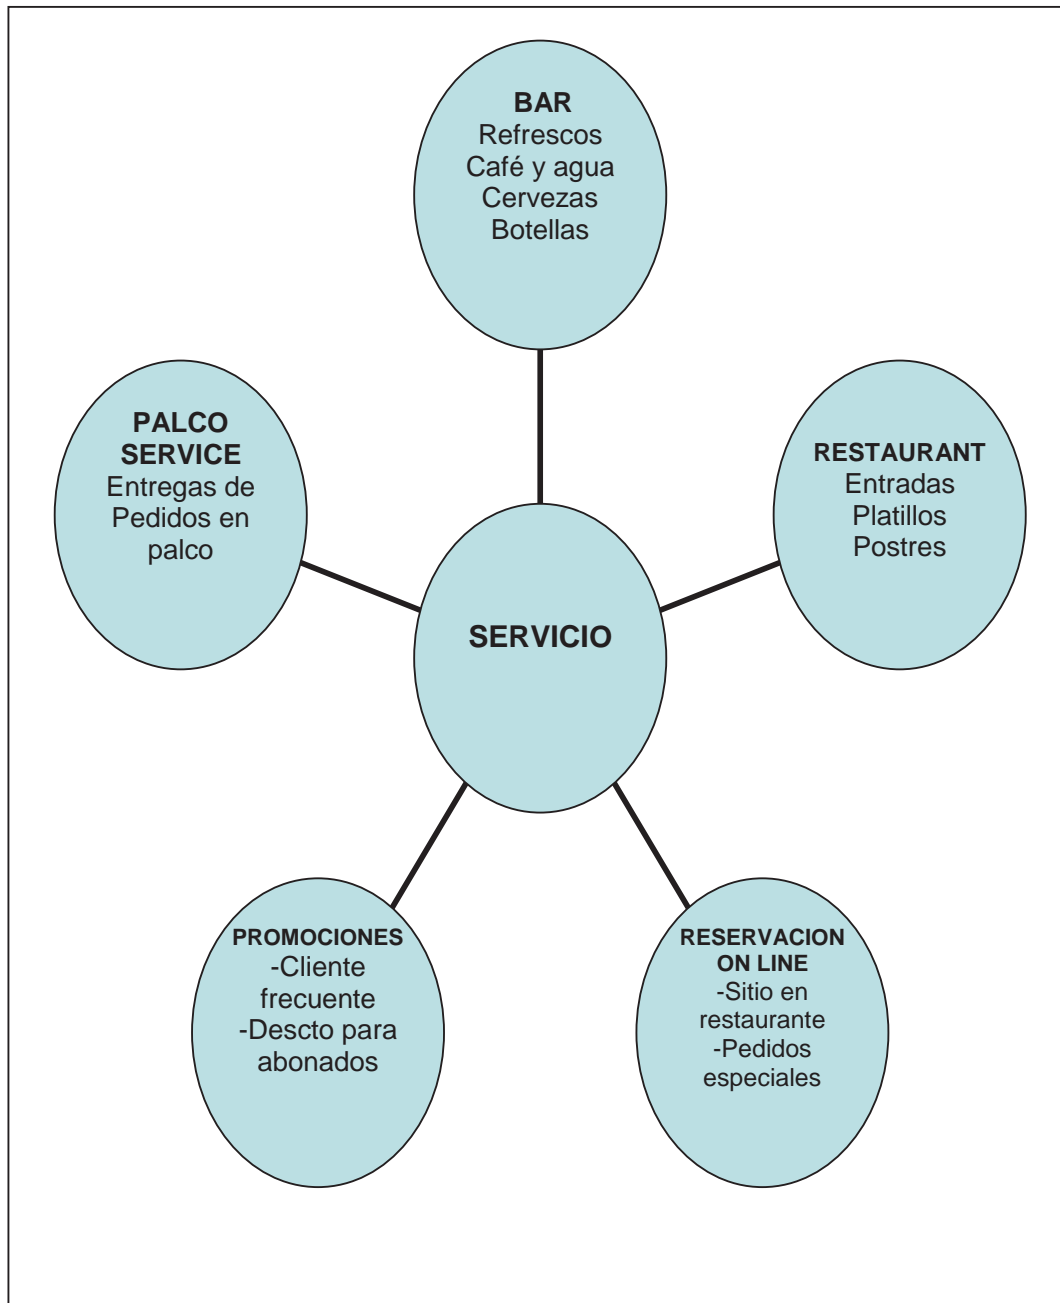 BAR
Refrescos
Café y agua
Cervezas
Botellas
PALCO
SERVICE
Entregas de
Pedidos en
palco
RESTAURANT
Entradas
Platillos
Postres
SERVICIO
PROMOCIONES
-Cliente
frecuente
-Descto para
abonados
RESERVACION
ON LINE
-Sitio en
restaurante
-Pedidos
especiales